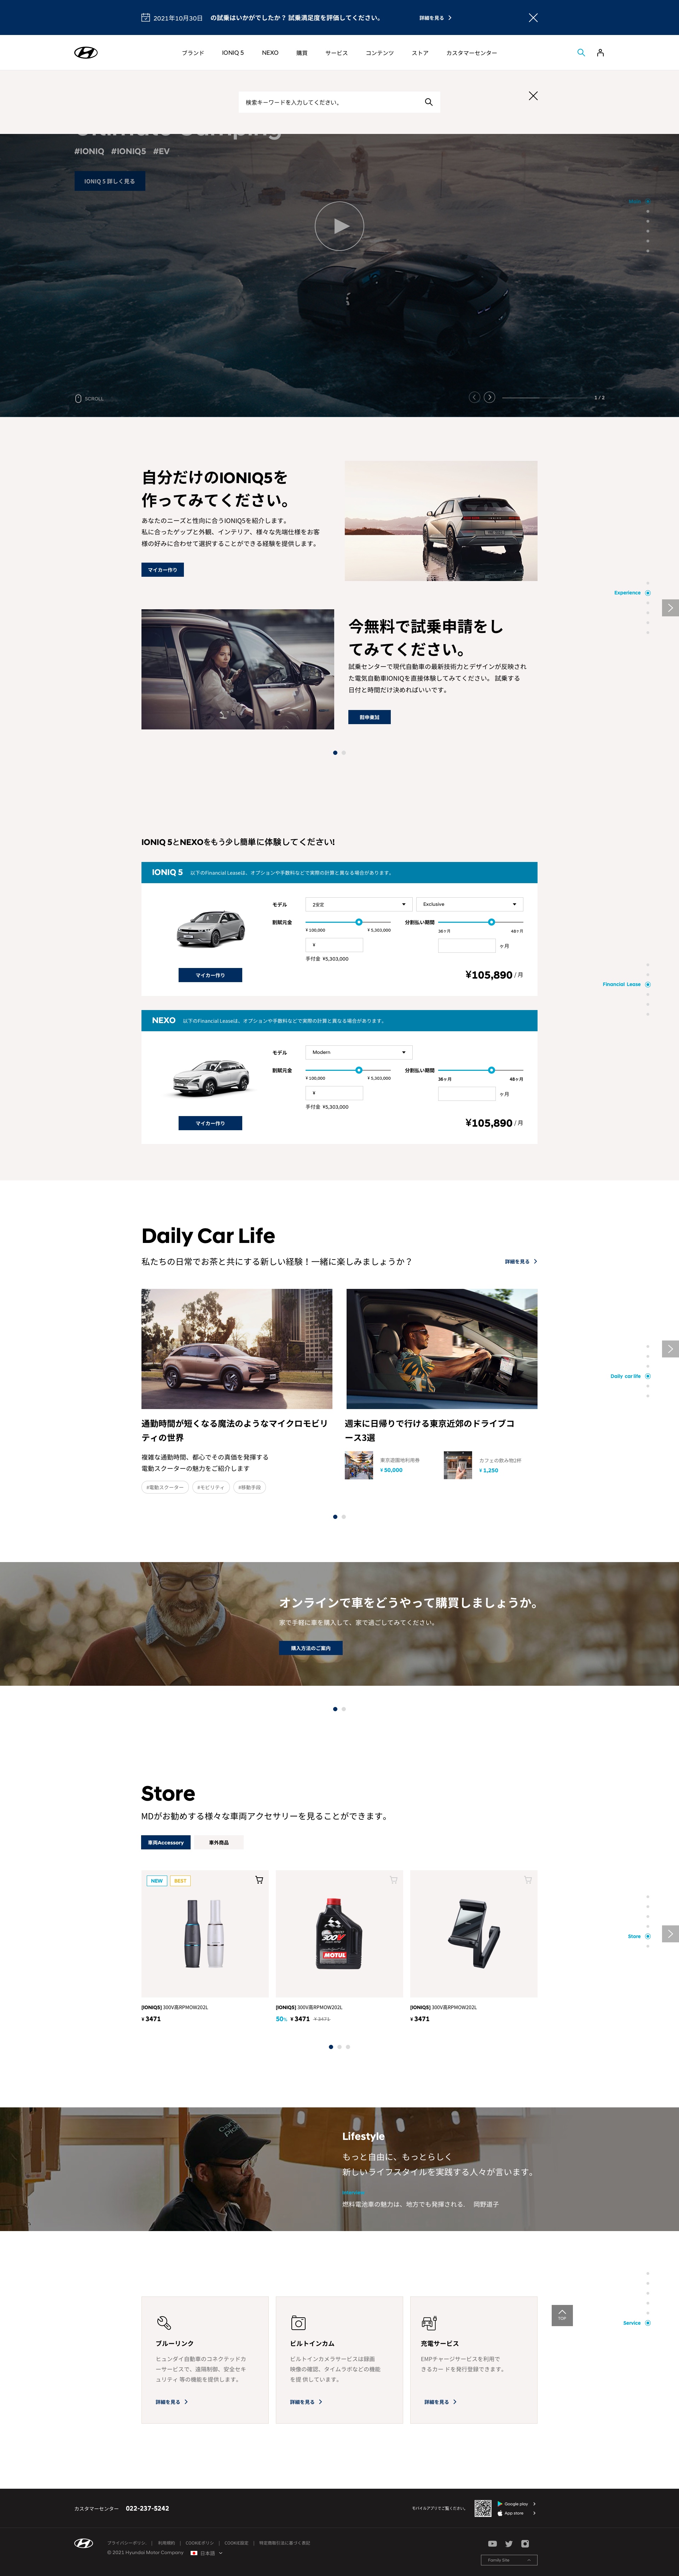 2021年10月30日 の試乗はいかがでしたか？ 試乗満足度を評価してください。 詳細を見る
ブランド IONIQ 5 NEXO 購買 サービス コンテンツ ストア カスタマーセンター
検索キーワードを入力してください。
Ultimate Camping
#IONIQ #IONIQ5 #EV
IONIQ 5 詳しく見る
SCROLL
1 / 2
自分だけのIONIQ5を
作ってみてください。
あなたのニーズと性向に合うIONIQ5を紹介します。
私に合ったゲップと外観、インテリア、様々な先端仕様をお客
様の好みに合わせて選択することができる経験を提供します。
マイカー作り
Experience
今無料で試乗申請をし
てみてください。
試乗センターで現代自動車の最新技術力とデザインが反映され
た電気自動車IONIQを直接体験してみてください。 試乗する
日付と時間だけ決めればいいです。
IONIQ 5とNEXOをもう少し簡単に体験してください!
IONIQ 5 以下のFinancial Leaseは、オプションや手数料などで実際の計算と異なる場合があります。
モデル 2安定 Exclusive
割賦元金 分割払い期間
¥ 100,000 ¥ 5,303,000 36ヶ月 48ヶ月
¥ ヶ月
手付金 ¥5,303,000
マイカー作り
¥105,890 / 月
Financial Lease
NEXO 以下のFinancial Leaseは、オプションや手数料などで実際の計算と異なる場合があります。
モデル Modern
割賦元金 分割払い期間
¥ 100,000 ¥ 5,303,000 36ヶ月 48ヶ月
¥ ヶ月
手付金 ¥5,303,000
マイカー作り
¥105,890 / 月
Daily Car Life
私たちの日常でお茶と共にする新しい経験！一緒に楽しみましょうか？
詳細を見る
Daily car life
通勤時間が短くなる魔法のようなマイクロモビリ
ティの世界
複雑な通勤時間、都心でその真価を発揮する
電動スクーターの魅力をご紹介します
#電動スクーター #モビリティ #移動手段
週末に日帰りで行ける東京近郊のドライブコ
ース3選
東京遊園地利用券
¥ 50,000
カフェの飲み物2杯
¥ 1,250
オンラインで車をどうやって購買しましょうか。
家で手軽に車を購入して、家で過ごしてみてください。
購入方法のご案内
Store
MDがお勧めする様々な車両アクセサリーを見ることができます。
車両Accessory 車外商品
NEW BEST
300V
MOTUL
Store
[IONIQ5] 300V高RPMOW202L
¥ 3471
[IONIQ5] 300V高RPMOW202L
50% ¥ 3471 ¥ 3471
[IONIQ5] 300V高RPMOW202L
¥ 3471
Lifestyle
もっと自由に、もっとらしく
新しいライフスタイルを実践する人々が言います。
燃料電池車の魅力は、地方でも発揮される. 岡野道子
ブルーリンク
ヒュンダイ自動車のコネクテッドカ
ーサービスで、遠隔制御、安全セキ
ュリティ 等の機能を提供します。
詳細を見る
ビルトインカム
ビルトインカメラサービスは録画
映像の確認、タイムラボなどの機能
を提 供しています。
詳細を見る
充電サービス
EMPチャージサービスを利用で
きるカー ドを発行登録できます。
詳細を見る
TOP
Service
カスタマーセンター 022-237-5242
モバイルアプリでご覧ください。
Google play
App store
プライバシーポリシ. | 利用規約 | COOKIEポリシ | COOKIE設定 | 特定商取引法に基づく表記
© 2021 Hyundai Motor Company 日本語
Family Site